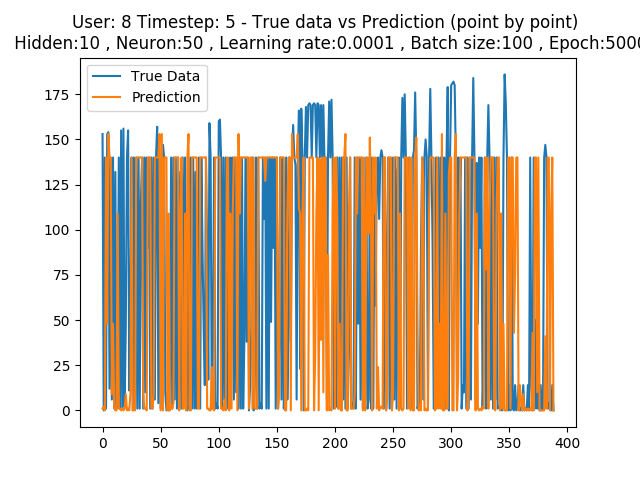 User: 8 Timestep: 5 - True data vs Prediction (point by point)
Hidden:10 , Neuron:50 , Learning rate:0.0001 , Batch size:100 , Epoch:5000
True Data
Prediction
175
150
125
100
75
50
25
0
0 50 100 150 200 250 300 350 400